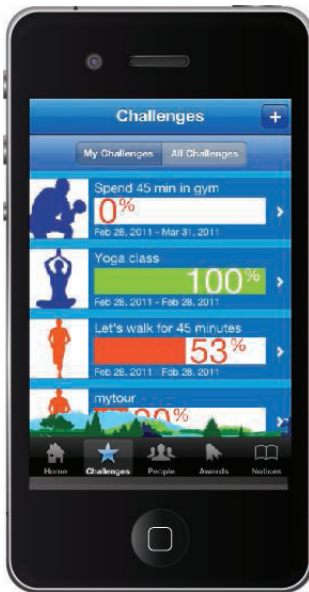 Challenges +
My Challenges All Challenges
Spend 45 min in gym
0%
Feb 28, 2011 - Mar 31, 2011
Yoga class
100%
Feb 28, 2011 - Feb 28, 2011
Let's walk for 45 minutes
53%
Feb 28, 2011 - Feb 28, 2011
mytour
Home Challenges People Awards Notices